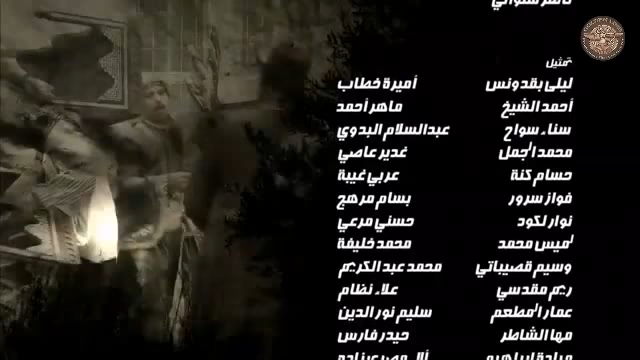 تمثيل
ليلى بقدونس أميرة خطاب
أحمد الشيخ ماهر أحمد
سناء سواح عبدالسلام البدوي
محمد الجمل غدير عاصي
حسام كنة عربي غيبة
فواز سرور بسام مرهج
نوار لكود حسني مرعي
لميس محمد محمد خليفة
وسيم قصيباتي محمد عبد الكريم
ريم مقدسي علاء نظام
عمار المطعم سليم نور الدين
مها الشاطر حيدر فارس